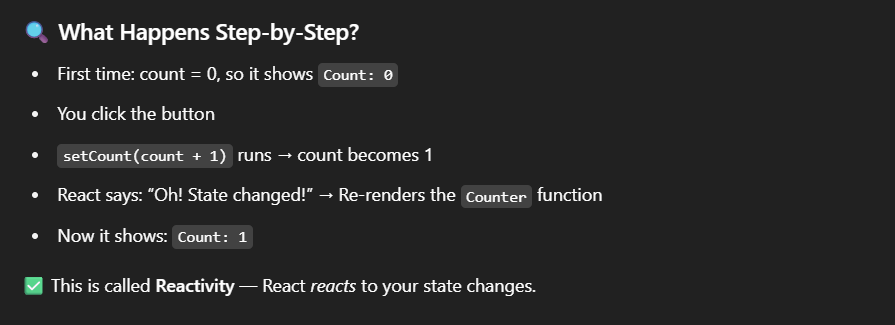 🔍 What Happens Step-by-Step?
• First time: count = 0, so it shows Count: 0
• You click the button
• setCount(count + 1) runs → count becomes 1
• React says: “Oh! State changed!” → Re-renders the Counter function
• Now it shows: Count: 1
✅ This is called Reactivity — React reacts to your state changes.